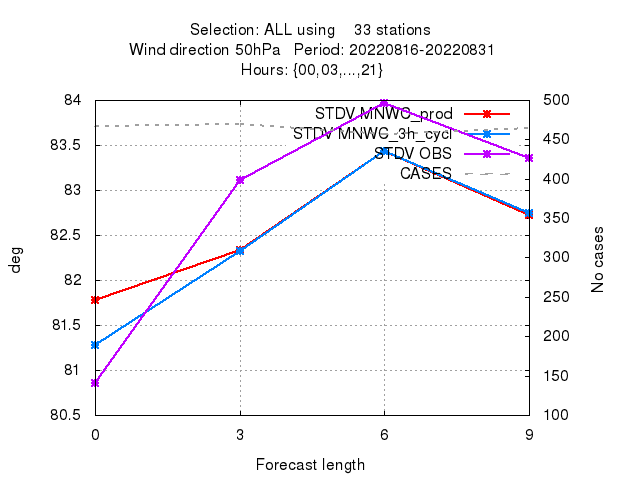 Selection: ALL using 33 stations
Wind direction 50hPa Period: 20220816-20220831
Hours: {00,03,...,21}
84
83.5
83
82.5
82
81.5
81
80.5
500
450
400
350
300
250
200
150
100
STDV MNWC_prod
STDV MNWC_3h_cycl
STDV OBS
CASES
deg
No cases
0 3 6 9
Forecast length